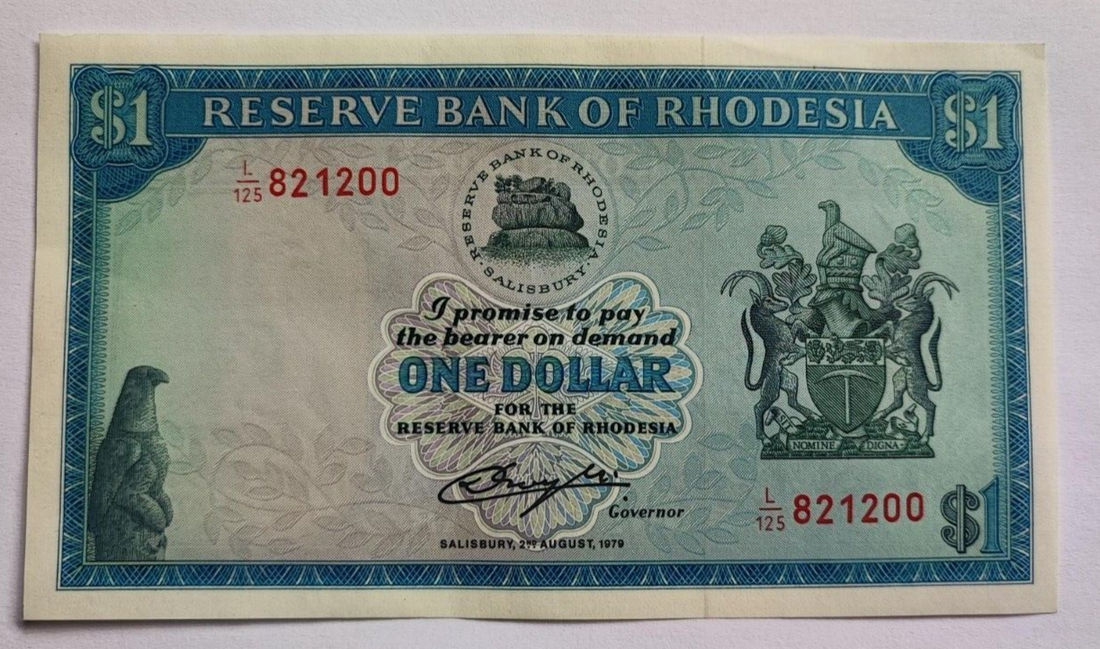 $1 RESERVE BANK OF RHODESIA $1
L/125 821200
RESERVE BANK OF RHODESIA · SALISBURY ·
I promise to pay
the bearer on demand
ONE DOLLAR
FOR THE
RESERVE BANK OF RHODESIA
NOMINE DIGNA
Governor
L/125 821200 $1
SALISBURY, 2ND AUGUST, 1979